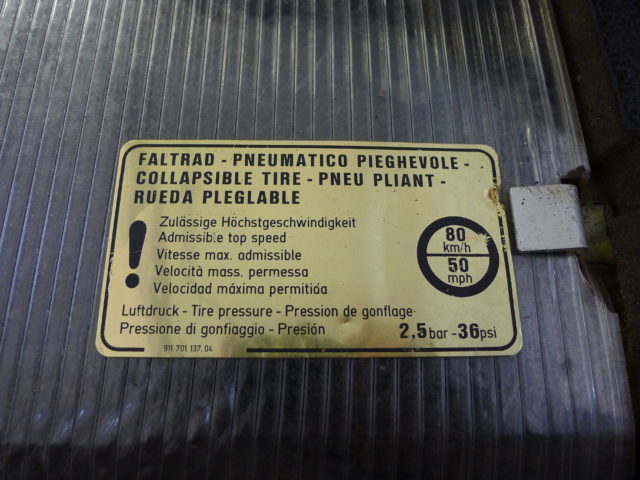 FALTRAD - PNEUMATICO PIEGHEVOLE -
COLLAPSIBLE TIRE - PNEU PLIANT -
RUEDA PLEGLABLE
!
Zulässige Höchstgeschwindigkeit
Admissible top speed
Vitesse max. admissible
Velocità mass. permessa
Velocidad máxima permitida
80
km/h
50
mph
Luftdruck - Tire pressure - Pression de gonflage
Pressione di gonfiaggio - Presión 2,5 bar - 36 psi
911.701.137.04